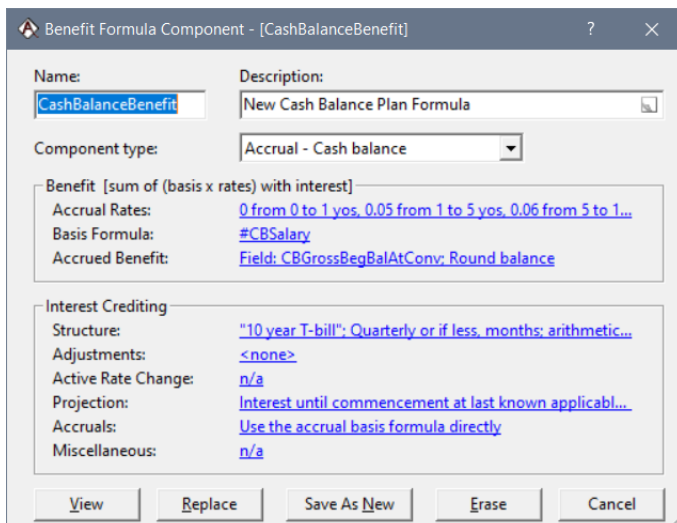 Benefit Formula Component - [CashBalanceBenefit] ? ×
Name: Description:
CashBalanceBenefit New Cash Balance Plan Formula
Component type: Accrual - Cash balance
Benefit [sum of (basis x rates) with interest]
Accrual Rates: 0 from 0 to 1 yos, 0.05 from 1 to 5 yos, 0.06 from 5 to 1...
Basis Formula: #CBSalary
Accrued Benefit: Field: CBGrossBegBalAtConv; Round balance
Interest Crediting
Structure: "10 year T-bill"; Quarterly or if less, months; arithmetic...
Adjustments: <none>
Active Rate Change: n/a
Projection: Interest until commencement at last known applicabl...
Accruals: Use the accrual basis formula directly
Miscellaneous: n/a
View Replace Save As New Erase Cancel